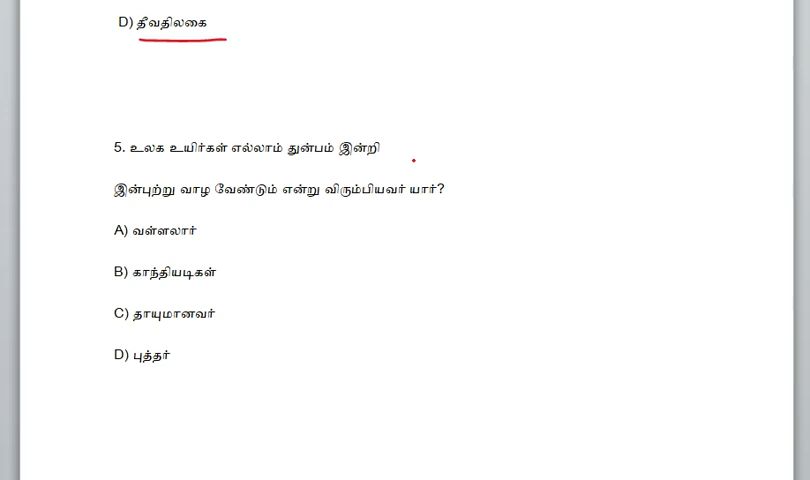 D) தீவதிலகை
5. உலக உயிர்கள் எல்லாம் துன்பம் இன்றி
இன்புற்று வாழ வேண்டும் என்று விரும்பியவர் யார்?
A) வள்ளலார்
B) காந்தியடிகள்
C) தாயுமானவர்
D) புத்தர்